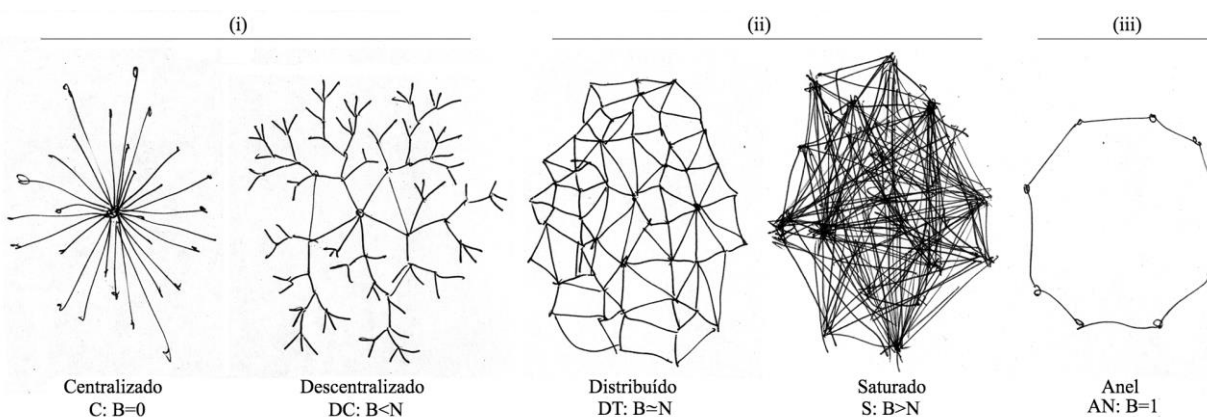 (i)
(ii)
(iii)
Centralizado
C: B=0
Descentralizado
DC: B<N
Distribuído
DT: B≃N
Saturado
S: B>N
Anel
AN: B=1